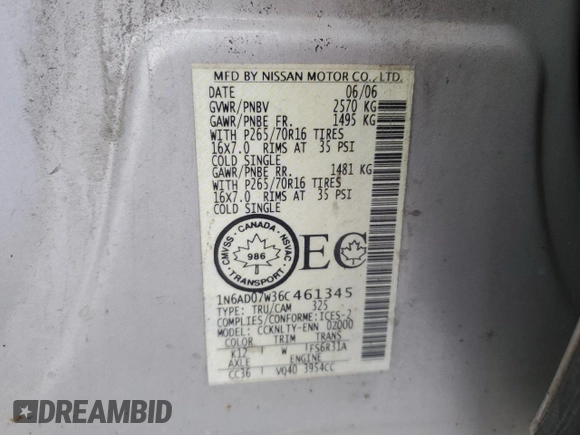 MFD BY NISSAN MOTOR CO., LTD.
DATE 06/06
GVWR/PNBV 2570 KG
GAWR/PNBE FR. 1495 KG
WITH P265/70R16 TIRES
16X7.0 RIMS AT 35 PSI
COLD SINGLE
GAWR/PNBE RR. 1481 KG
WITH P265/70R16 TIRES
16X7.0 RIMS AT 35 PSI
COLD SINGLE
CMVSS · CANADA · NSVAC
986
EC
1N6AD07W36C461345
TYPE: TRU/CAM 325
COMPLIES/CONFORME:ICES-2
MODEL: CCKNLTY-ENN 0Z000
COLOR TRIM TRANS
K12 W FS6R31A
AXLE ENGINE
CC36 VQ40 3954CC
DREAMBID